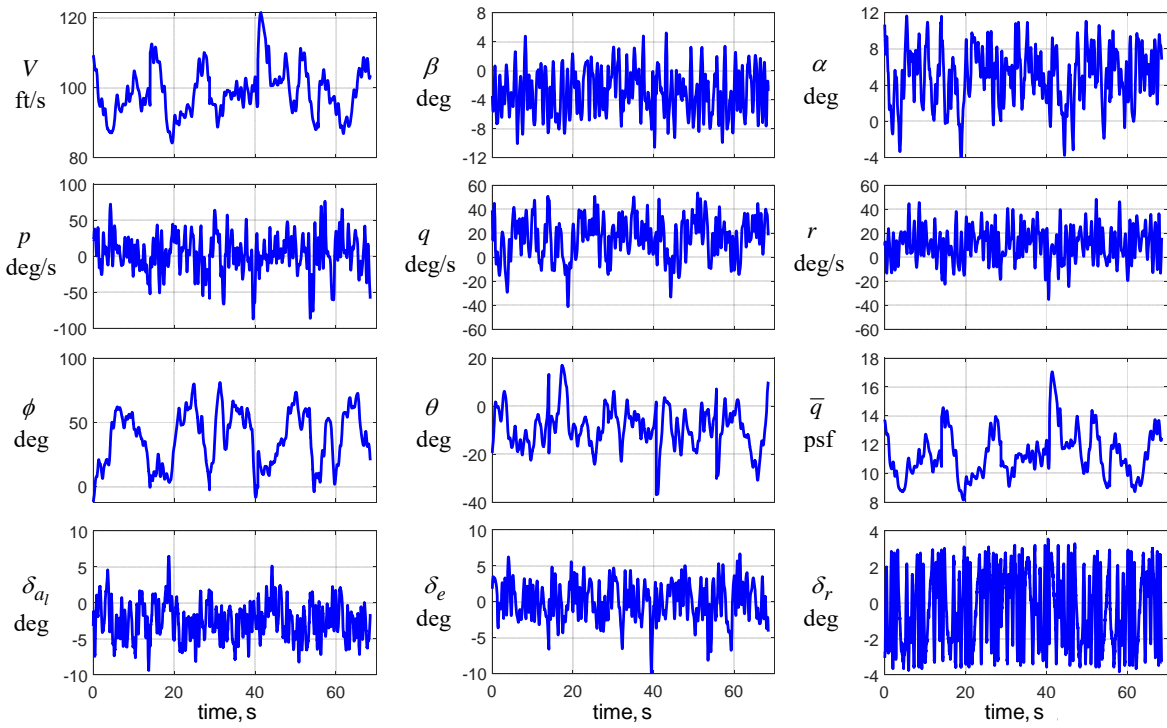 120
V
100
ft/s
80
8
4
β
0
deg
-4
-8
-12
12
8
α
4
deg
0
-4
100
50
p
0
deg/s
-50
-100
60
40
q
20
deg/s
0
-20
-40
-60
60
40
r
20
deg/s
0
-20
-40
-60
100
ϕ
50
deg
0
20
θ
0
deg
-20
-40
18
16
q̅
14
psf
12
10
8
10
5
δaₗ
0
deg
-5
-10
0 20 40 60
time, s
10
5
δe
0
deg
-5
-10
0 20 40 60
time, s
4
2
δr
0
deg
-2
-4
0 20 40 60
time, s